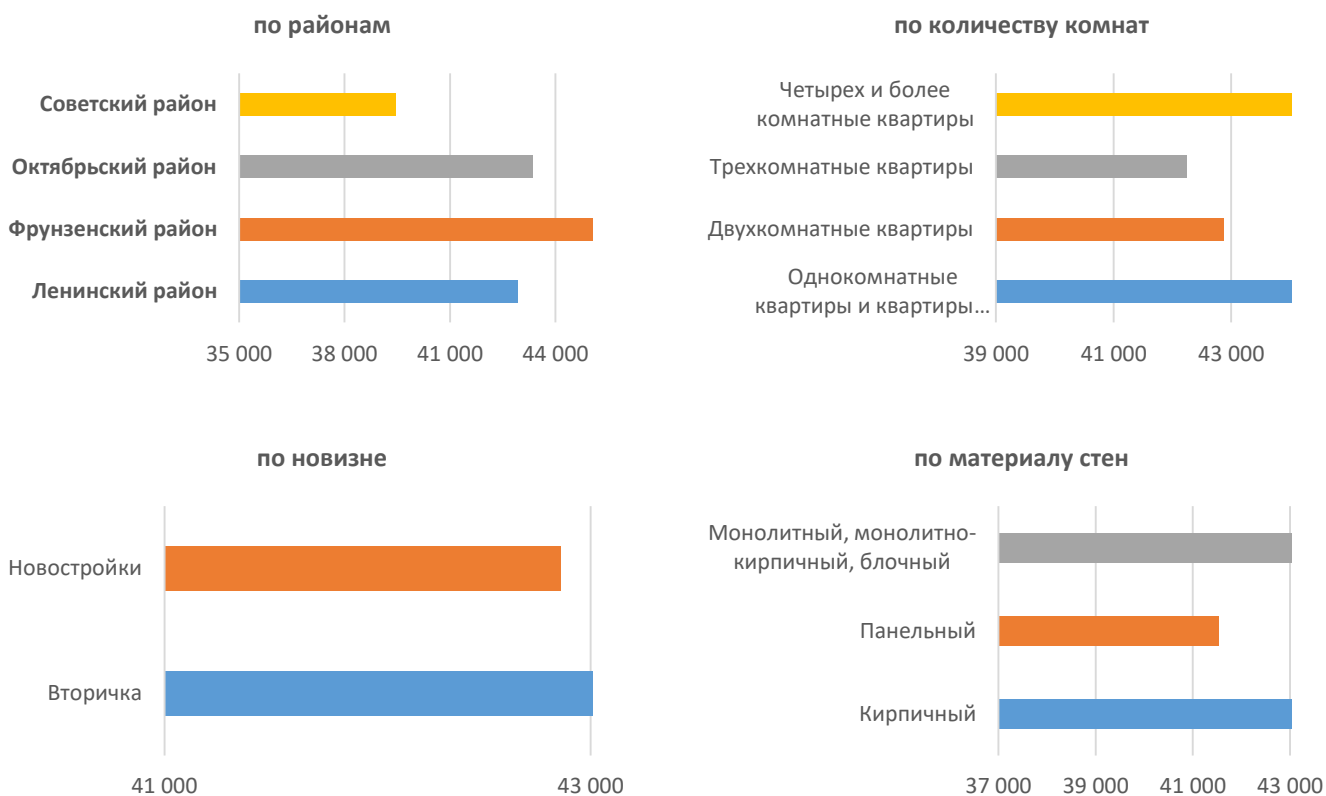 по районам
Советский район
Октябрьский район
Фрунзенский район
Ленинский район
35 000 38 000 41 000 44 000
по количеству комнат
Четырех и более
комнатные квартиры
Трехкомнатные квартиры
Двухкомнатные квартиры
Однокомнатные
квартиры и квартиры…
39 000 41 000 43 000
по новизне
Новостройки
Вторичка
41 000 43 000
по материалу стен
Монолитный, монолитно-
кирпичный, блочный
Панельный
Кирпичный
37 000 39 000 41 000 43 000